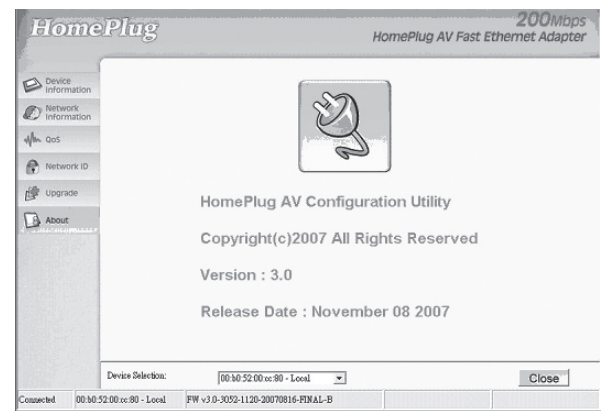 HomePlug
200Mbps
HomePlug AV Fast Ethernet Adapter
Device
Information
Network
Information
QoS
Network ID
Upgrade
About
HomePlug AV Configuration Utility
Copyright(c)2007 All Rights Reserved
Version : 3.0
Release Date : November 08 2007
Device Selection:
00:b0:52:00:cc:80 - Local
Close
Connected
00:b0:52:00:cc:80 - Local
FW v3.0-3052-1120-20070816-FINAL-B